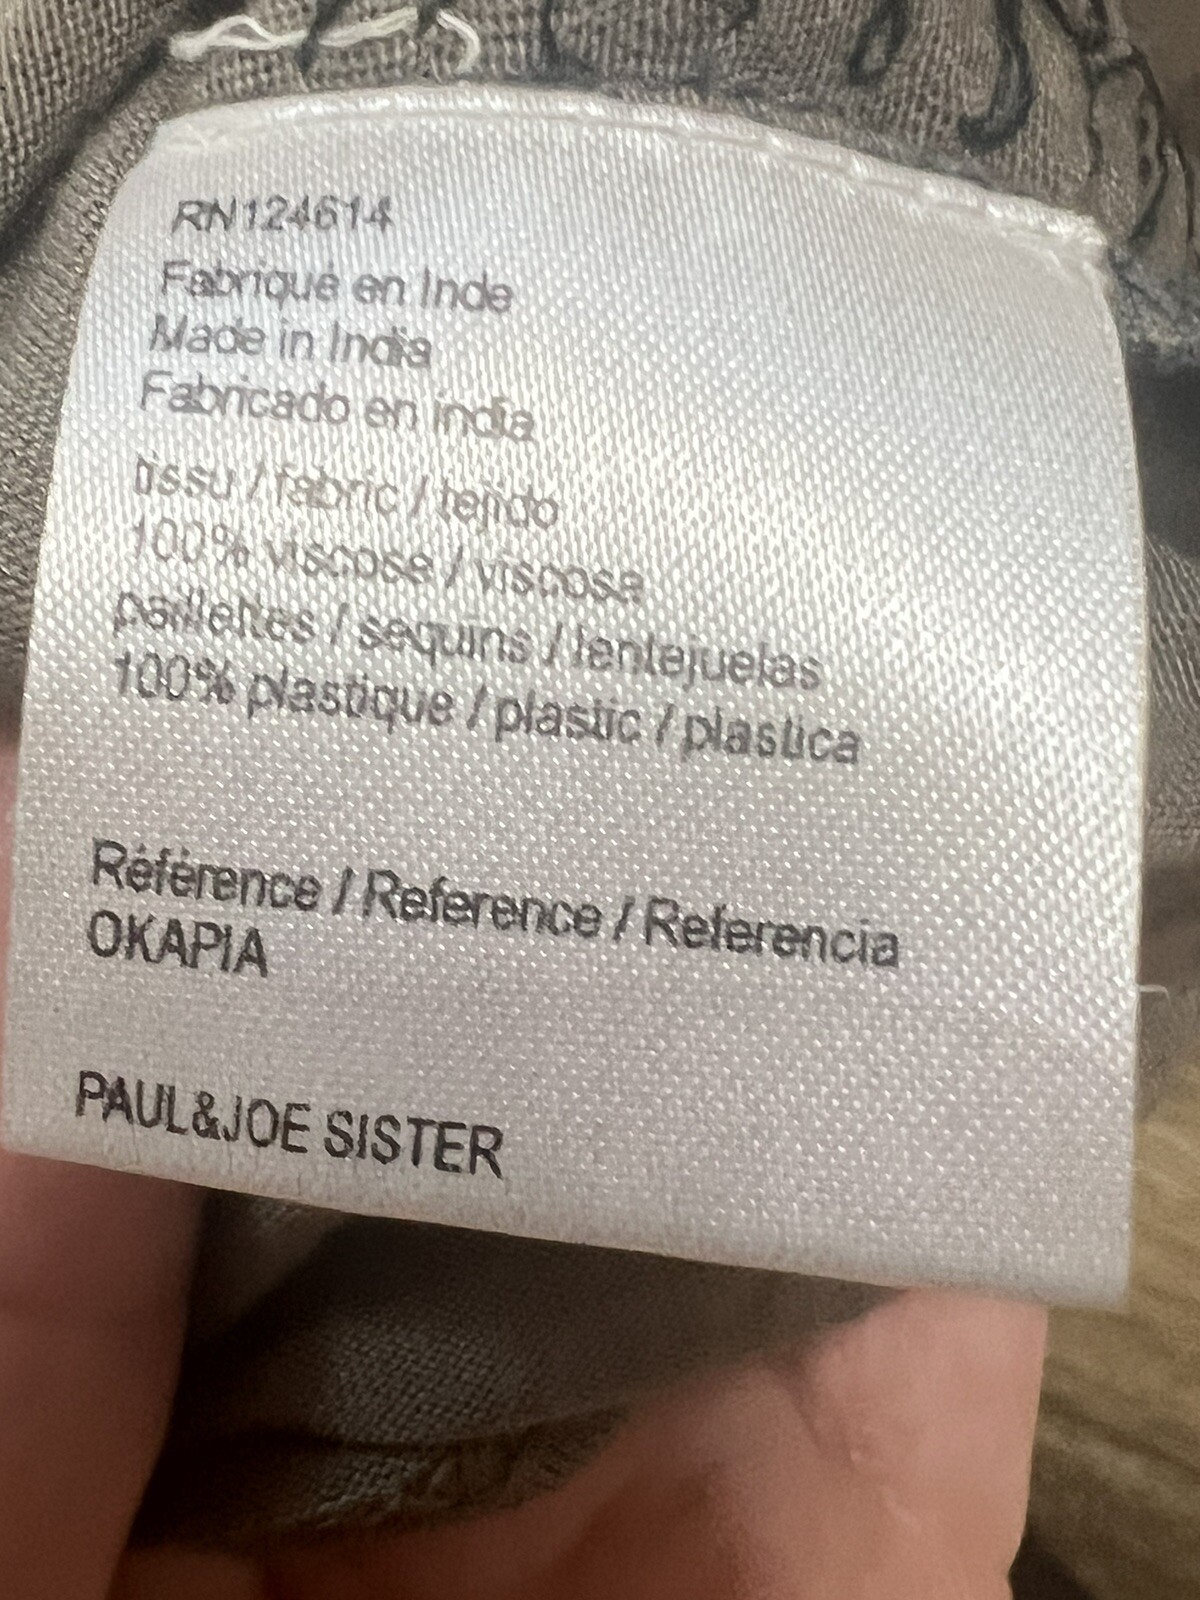 RN124614
Fabriqué en Inde
Made in India
Fabricado en india
tissu / fabric / tejido
100% viscose / viscose
paillettes / sequins / lentejuelas
100% plastique / plastic / plastica
Référence / Reference / Referencia
OKAPIA
PAUL&JOE SISTER